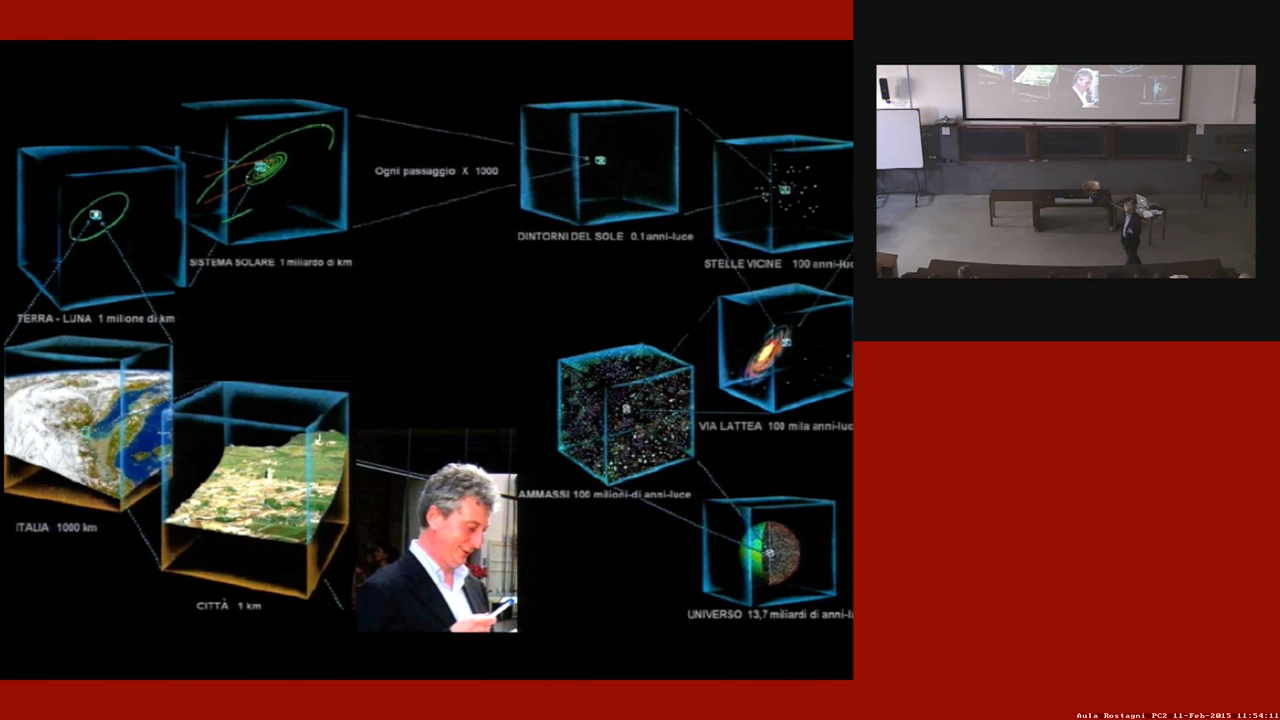 Ogni passaggio X 1000
DINTORNI DEL SOLE 0.1 anni-luce
SISTEMA SOLARE 1 miliardo di km
STELLE VICINE 100 anni-luc
TERRA - LUNA 1 milione di km
VIA LATTEA 100 mila anni-luc
AMMASSI 100 milioni di anni-luce
ITALIA 1000 km
CITTÀ 1 km
UNIVERSO 13,7 miliardi di anni-l
Aula Rostagni PC2 11-Feb-2015 11:54:11